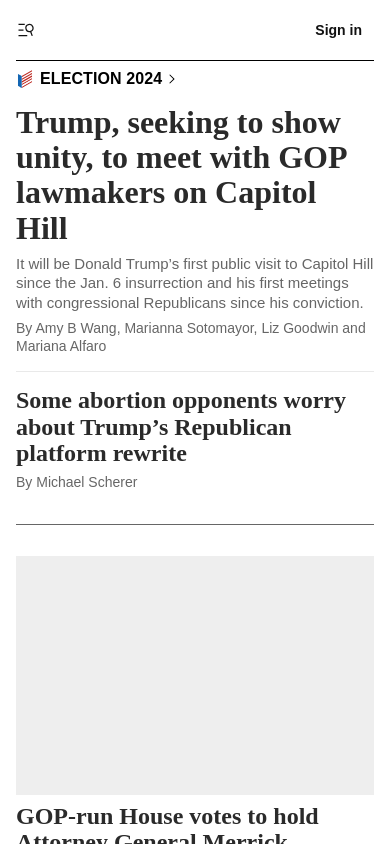 Sign in
ELECTION 2024
Trump, seeking to show
unity, to meet with GOP
lawmakers on Capitol
Hill
It will be Donald Trump’s first public visit to Capitol Hill
since the Jan. 6 insurrection and his first meetings
with congressional Republicans since his conviction.
By Amy B Wang, Marianna Sotomayor, Liz Goodwin and
Mariana Alfaro
Some abortion opponents worry
about Trump’s Republican
platform rewrite
By Michael Scherer
GOP-run House votes to hold
Attorney General Merrick